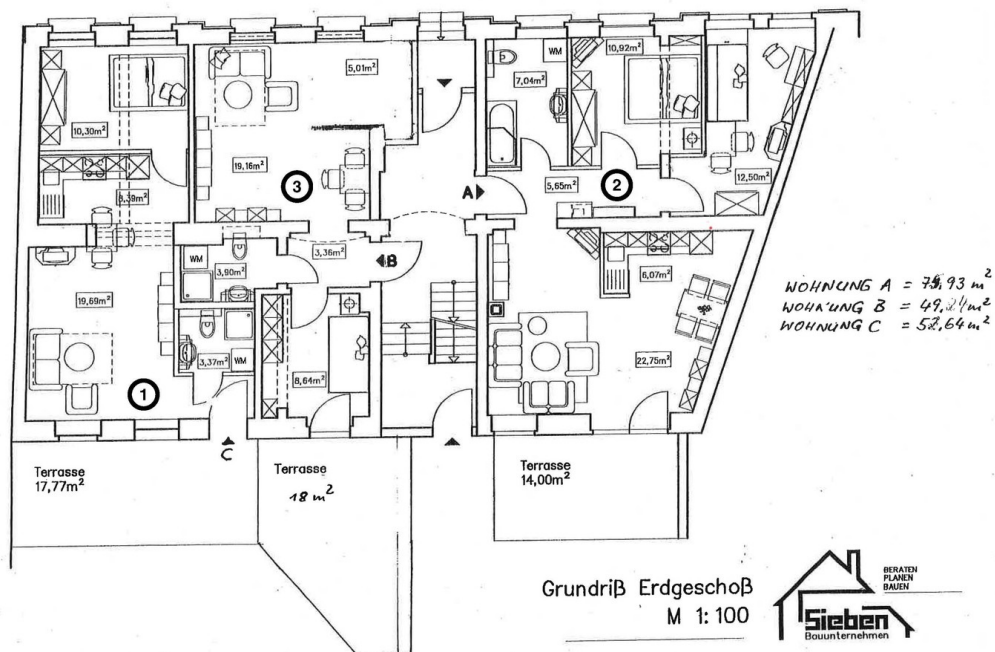 10,92m²
WM
5,01m²
7,04m²
10,30m²
19,16m²
12,50m²
3
A
5,65m²
2
8,39m²
3,36m²
B
WM
3,90m²
6,07m²
19,69m²
WOHNUNG A = 93 m²
WOHNUNG B = 49, m²
WOHNUNG C = 52,64 m²
3,37m²
WM
8,64m²
22,75m²
1
C
Terrasse
17,77m²
Terrasse
18 m²
Terrasse
14,00m²
Grundriß Erdgeschoß
M 1:100
BERATEN
PLANEN
BAUEN
Sieben
Bauunternehmen